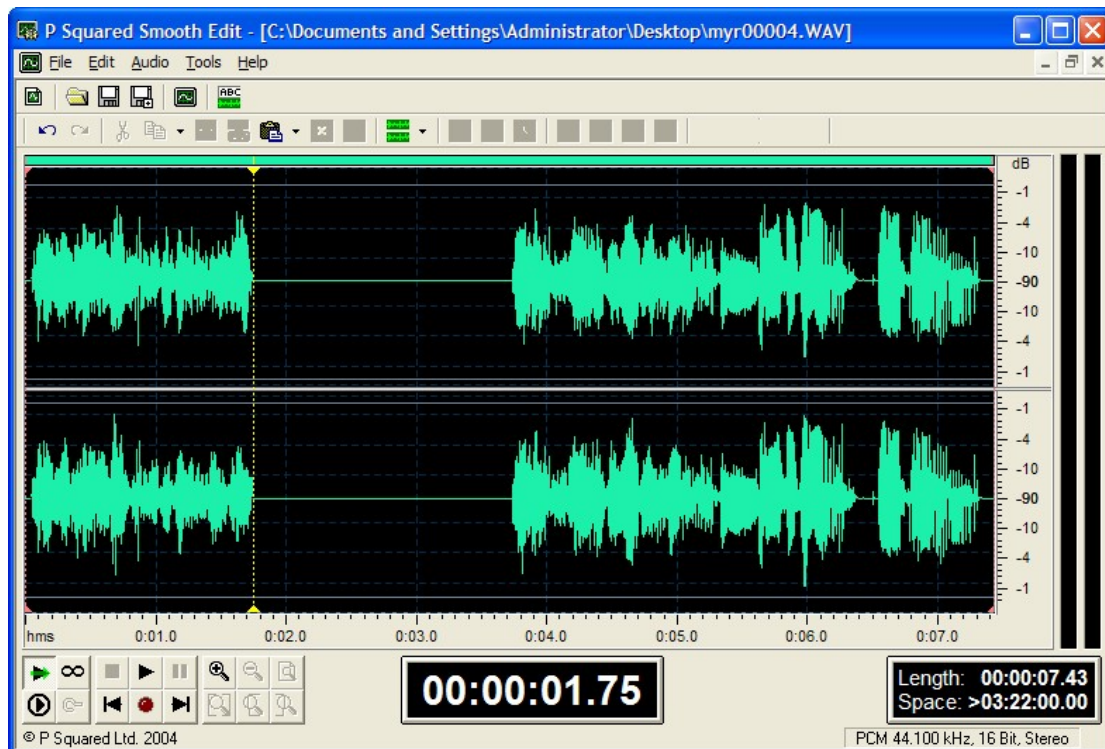 P Squared Smooth Edit - [C:\Documents and Settings\Administrator\Desktop\myr00004.WAV]
File Edit Audio Tools Help
ABC
dB
-1
-4
-10
-90
-10
-4
-1
-1
-4
-10
-90
-10
-4
-1
hms 0:01.0 0:02.0 0:03.0 0:04.0 0:05.0 0:06.0 0:07.0
00:00:01.75
Length: 00:00:07.43
Space: >03:22:00.00
© P Squared Ltd. 2004 PCM 44.100 kHz, 16 Bit, Stereo